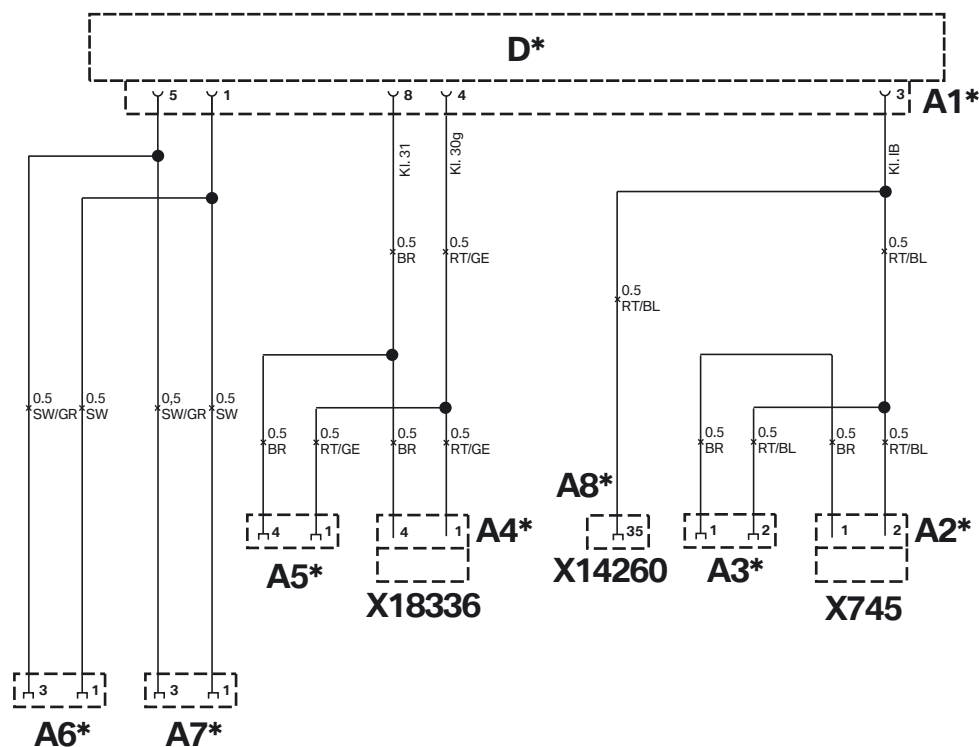 D*
5 1 8 4 3
A1*
Kl. 31
Kl. 30g
Kl. IB
0.5
BR
0.5
RT/GE
0.5
RT/BL
0.5
RT/BL
0.5
SW/GR
0.5
SW
0,5
SW/GR
0.5
SW
0.5
BR
0.5
RT/GE
0.5
BR
0.5
RT/GE
0.5
BR
0.5
RT/BL
0.5
BR
0.5
RT/BL
4 1
A5*
4 1
A4*
X18336
A8*
35
X14260
1 2
A3*
1 2
A2*
X745
3 1
A6*
3 1
A7*